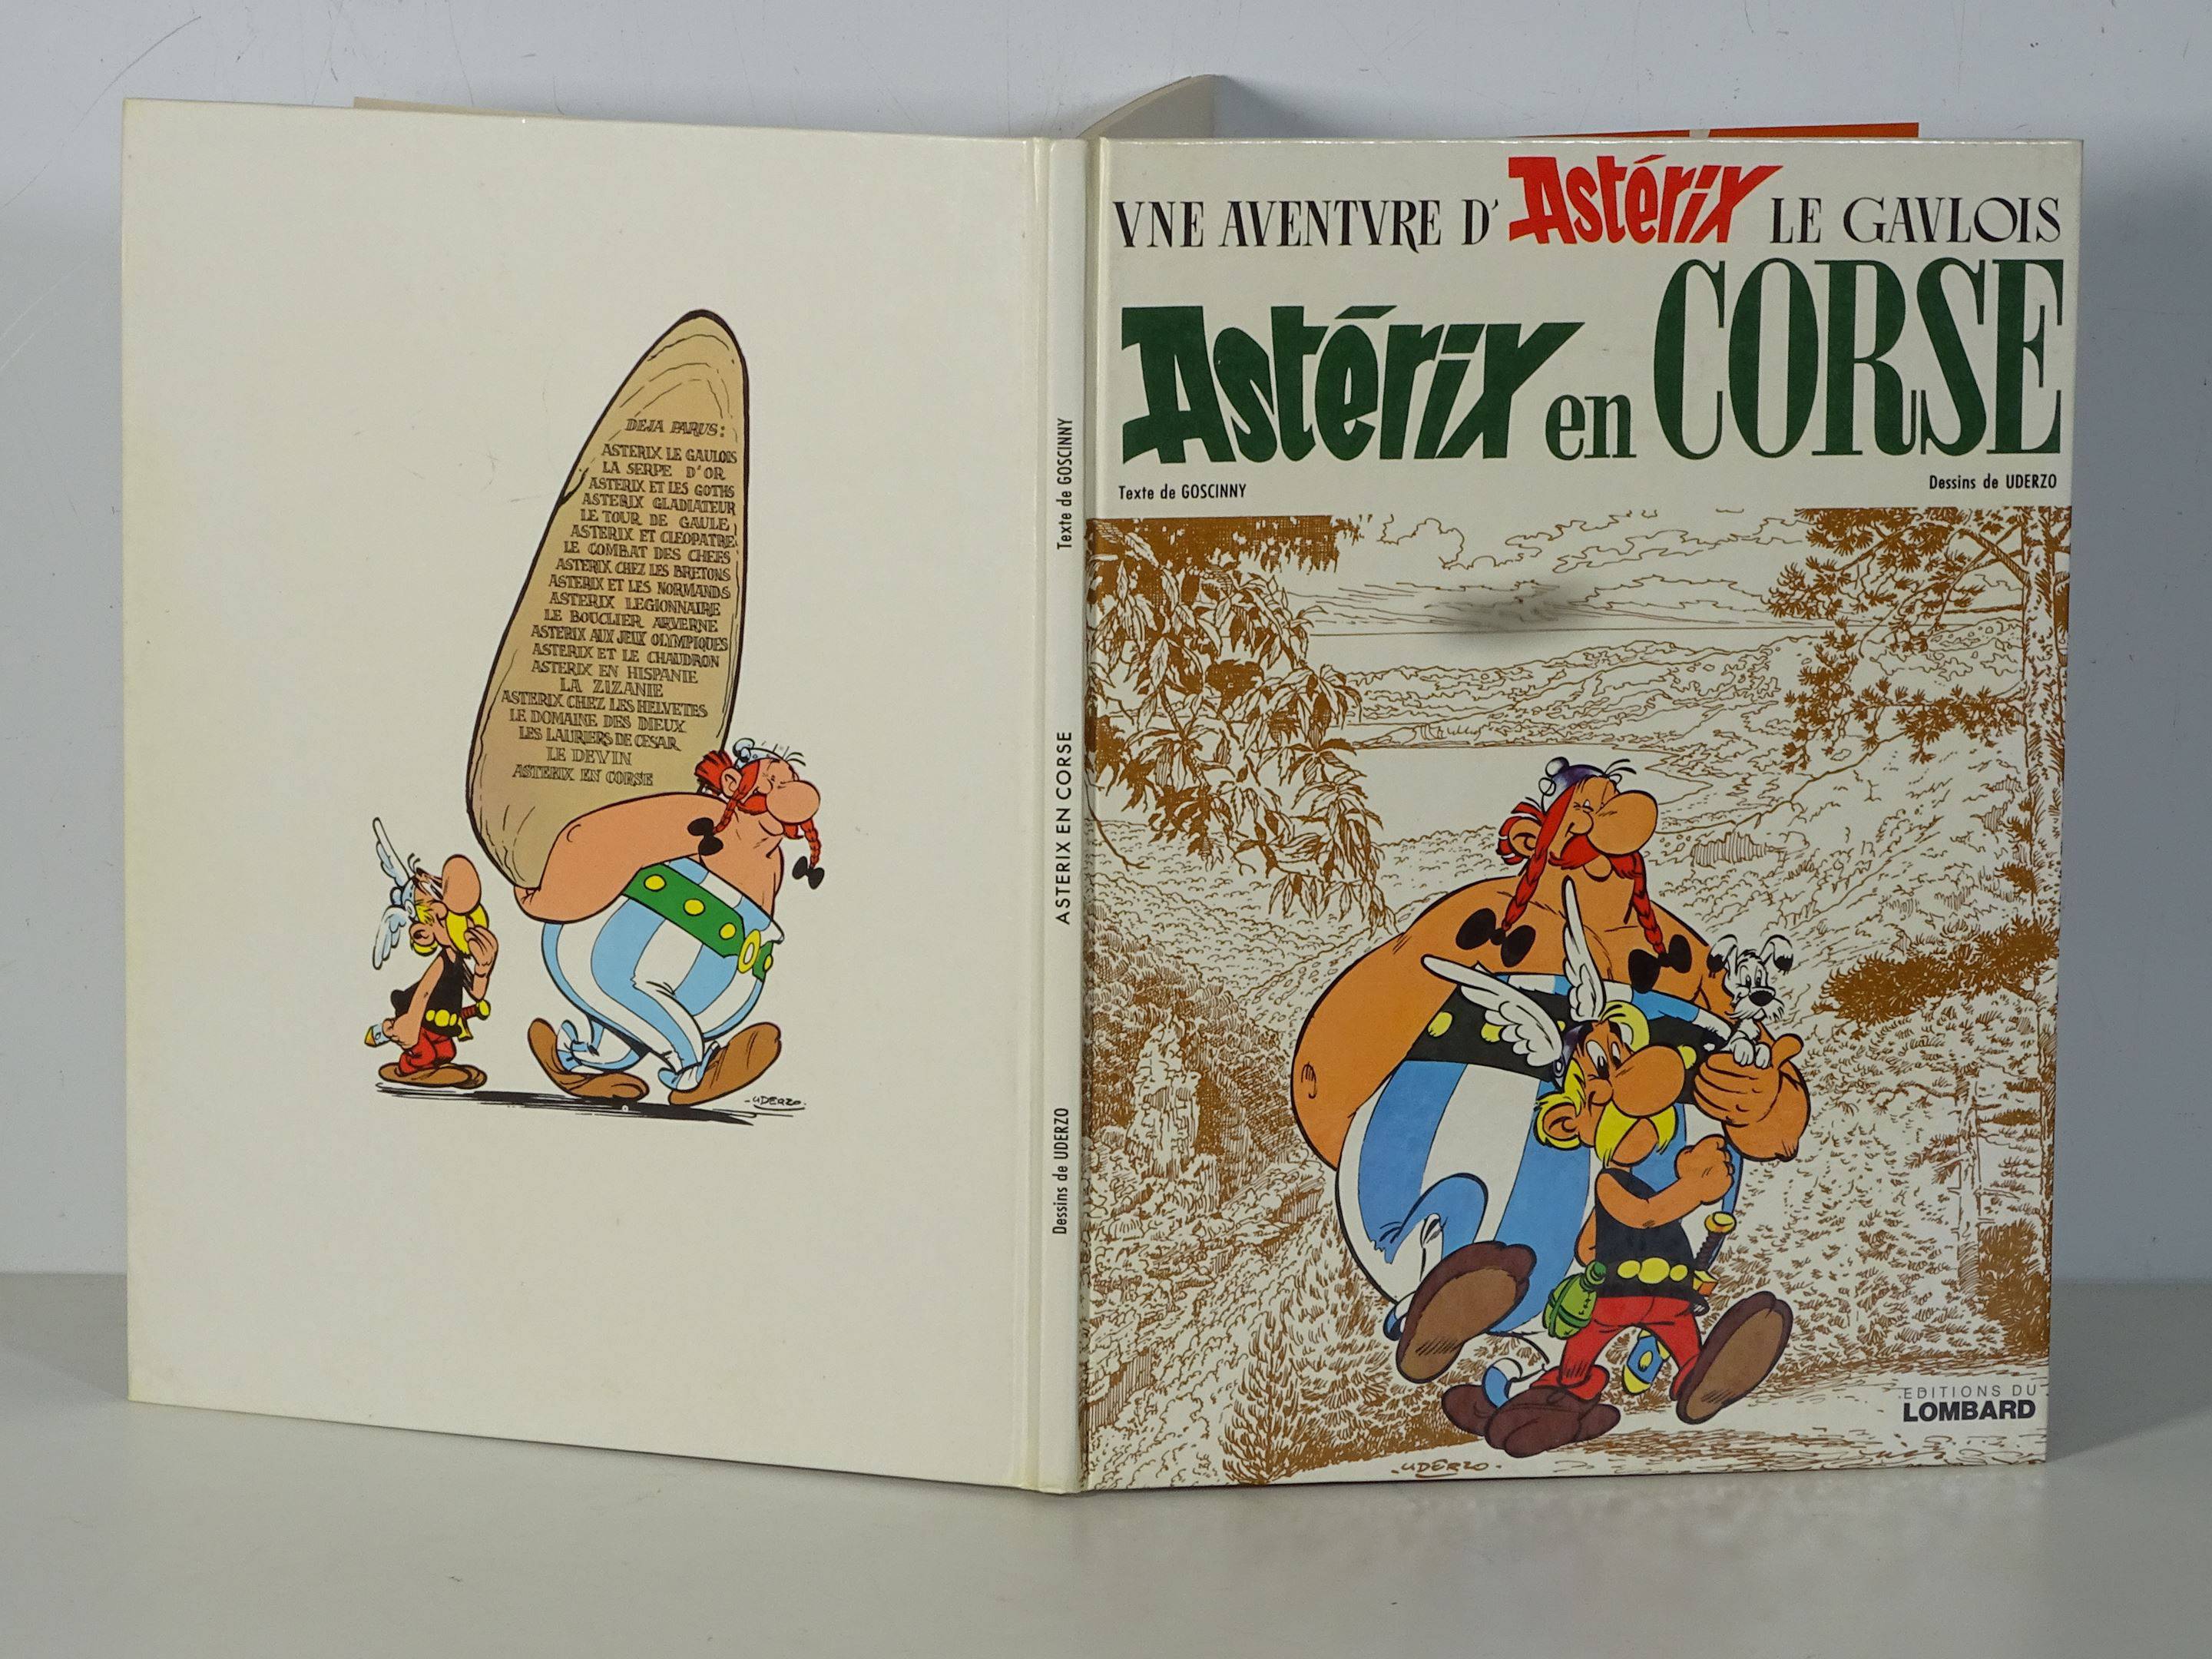 DEJA PARUS:
ASTERIX LE GAULOIS
LA SERPE D'OR
ASTERIX ET LES GOTHS
ASTERIX GLADIATEUR
LE TOUR DE GAULE
ASTERIX ET CLEOPATRE
LE COMBAT DES CHEFS
ASTERIX CHEZ LES BRETONS
ASTERIX ET LES NORMANDS
ASTERIX LEGIONNAIRE
LE BOUCLIER ARVERNE
ASTERIX AUX JEUX OLYMPIQUES
ASTERIX ET LE CHAUDRON
ASTERIX EN HISPANIE
LA ZIZANIE
ASTERIX CHEZ LES HELVETES
LE DOMAINE DES DIEUX
LES LAURIERS DE CESAR
LE DEVIN
ASTERIX EN CORSE
-UDERZO-
Texte de GOSCINNY
ASTERIX EN CORSE
Dessins de UDERZO
VNE AVENTVRE D'Astérix LE GAVLOIS
Astérix en CORSE
Texte de GOSCINNY
Dessins de UDERZO
EDITIONS DU
LOMBARD
-UDERZO-